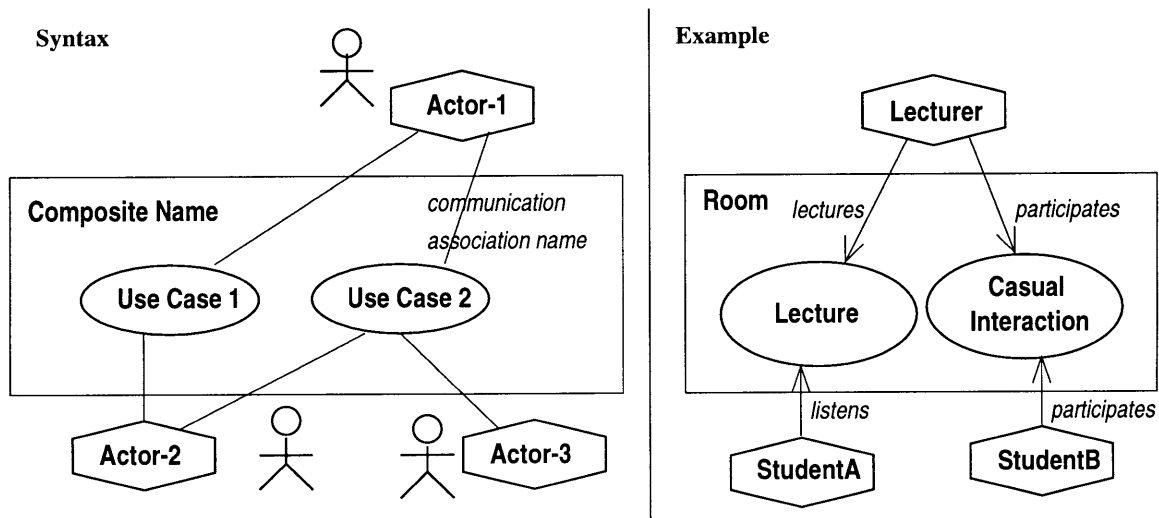 Syntax
Actor-1
Composite Name
communication
association name
Use Case 1
Use Case 2
Actor-2
Actor-3
Example
Lecturer
Room
lectures
participates
Lecture
Casual
Interaction
listens
participates
StudentA
StudentB